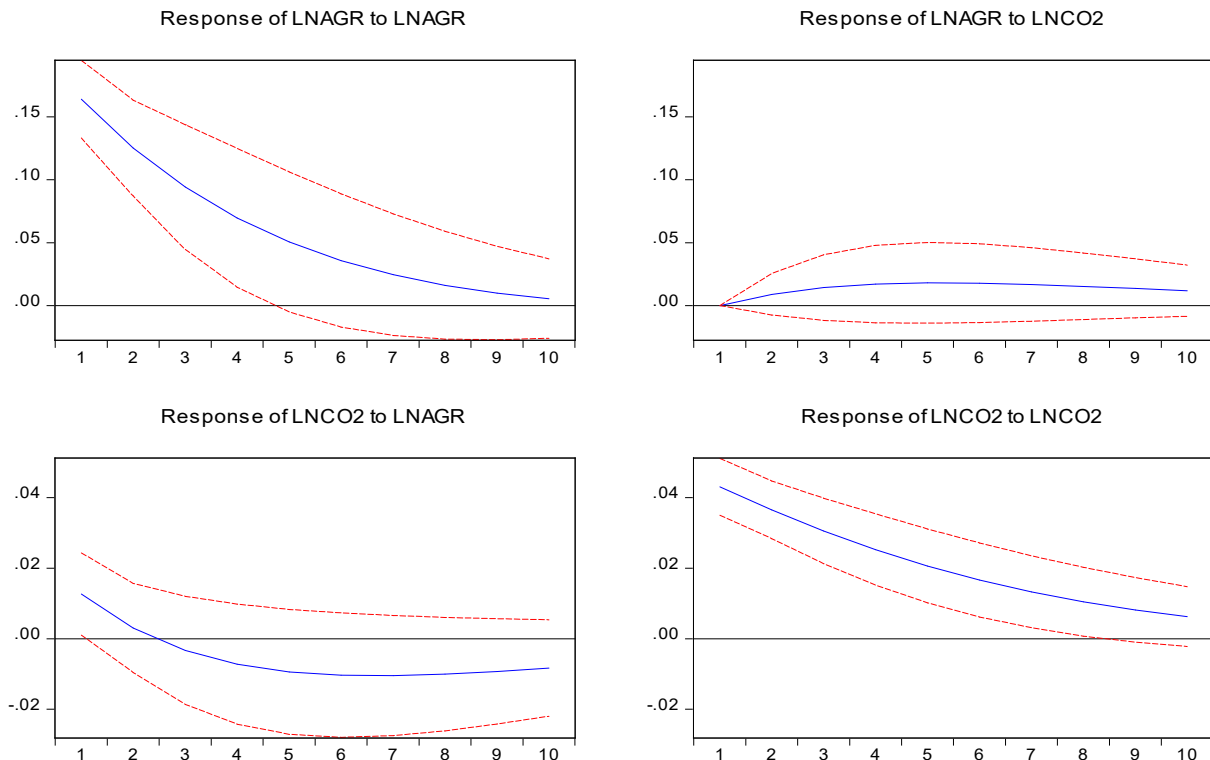 Response of LNAGR to LNAGR
.15
.10
.05
.00
1 2 3 4 5 6 7 8 9 10
Response of LNAGR to LNCO2
.15
.10
.05
.00
1 2 3 4 5 6 7 8 9 10
Response of LNCO2 to LNAGR
.04
.02
.00
-.02
1 2 3 4 5 6 7 8 9 10
Response of LNCO2 to LNCO2
.04
.02
.00
-.02
1 2 3 4 5 6 7 8 9 10